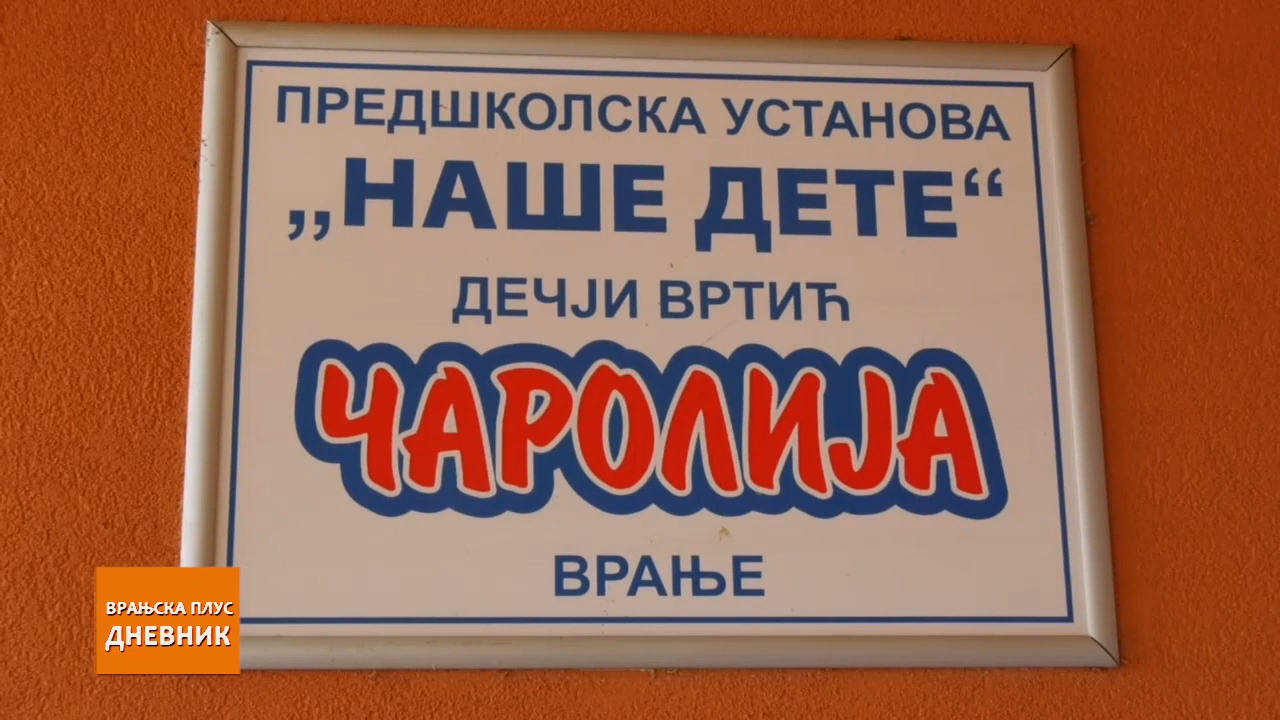 ПРЕДШКОЛСКА УСТАНОВА
„НАШЕ ДЕТЕ“
ДЕЧЈИ ВРТИЋ
ЧАРОЛИЈА
ВРАЊЕ
ВРАЊСКА ПЛУС
ДНЕВНИК